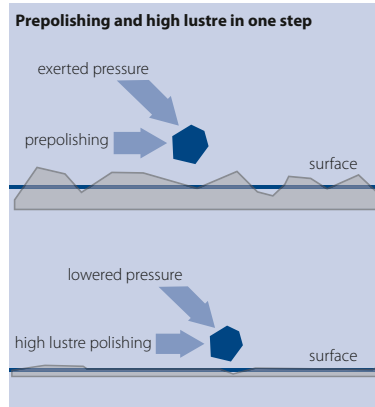 Prepolishing and high lustre in one step
exerted pressure
prepolishing
surface
lowered pressure
high lustre polishing
surface